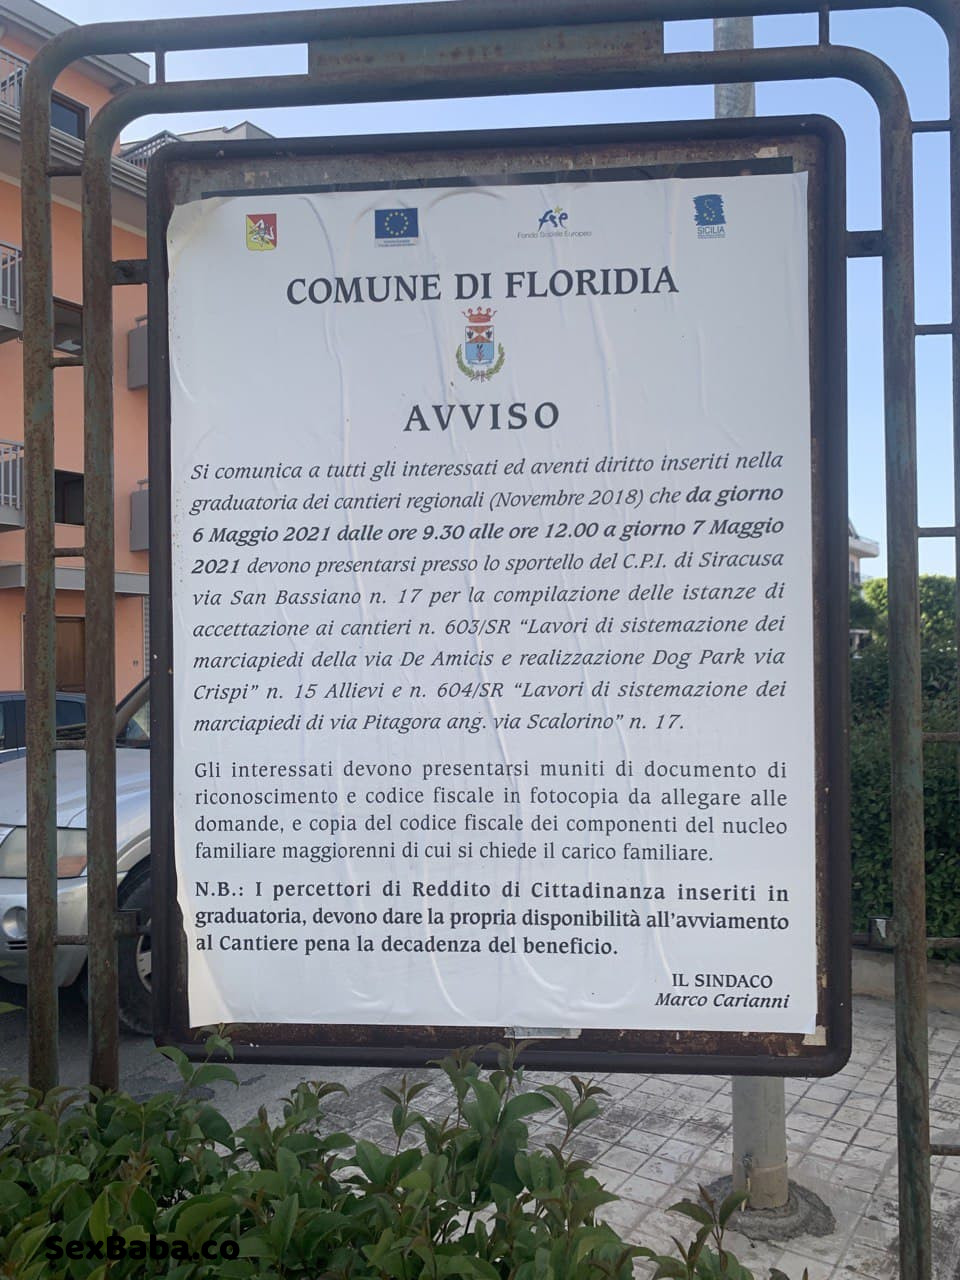 Fondo Sociale Europeo
SICILIA
COMUNE DI FLORIDIA
AVVISO
Si comunica a tutti gli interessati ed aventi diritto inseriti nella
graduatoria dei cantieri regionali (Novembre 2018) che da giorno
6 Maggio 2021 dalle ore 9.30 alle ore 12.00 a giorno 7 Maggio
2021 devono presentarsi presso lo sportello del C.P.I. di Siracusa
via San Bassiano n. 17 per la compilazione delle istanze di
accettazione ai cantieri n. 603/SR "Lavori di sistemazione dei
marciapiedi della via De Amicis e realizzazione Dog Park via
Crispi" n. 15 Allievi e n. 604/SR "Lavori di sistemazione dei
marciapiedi di via Pitagora ang. via Scalorino" n. 17.
Gli interessati devono presentarsi muniti di documento di
riconoscimento e codice fiscale in fotocopia da allegare alle
domande, e copia del codice fiscale dei componenti del nucleo
familiare maggiorenni di cui si chiede il carico familiare.
N.B.: I percettori di Reddito di Cittadinanza inseriti in
graduatoria, devono dare la propria disponibilità all'avviamento
al Cantiere pena la decadenza del beneficio.
IL SINDACO
Marco Carianni
SexBaba.co